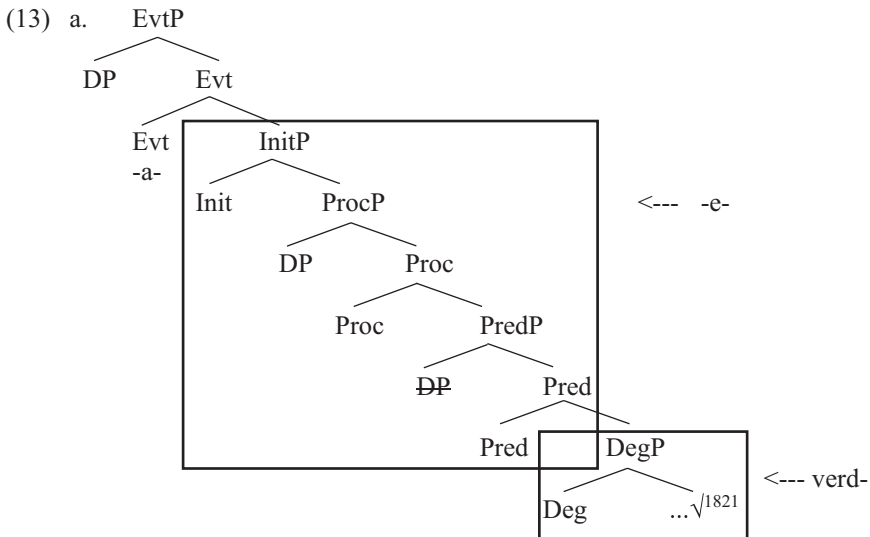 (13) a. EvtP
DP Evt
Evt InitP
-a-
Init ProcP <--- -e-
DP Proc
Proc PredP
DP Pred
Pred DegP
<--- verd-
Deg ...√1821